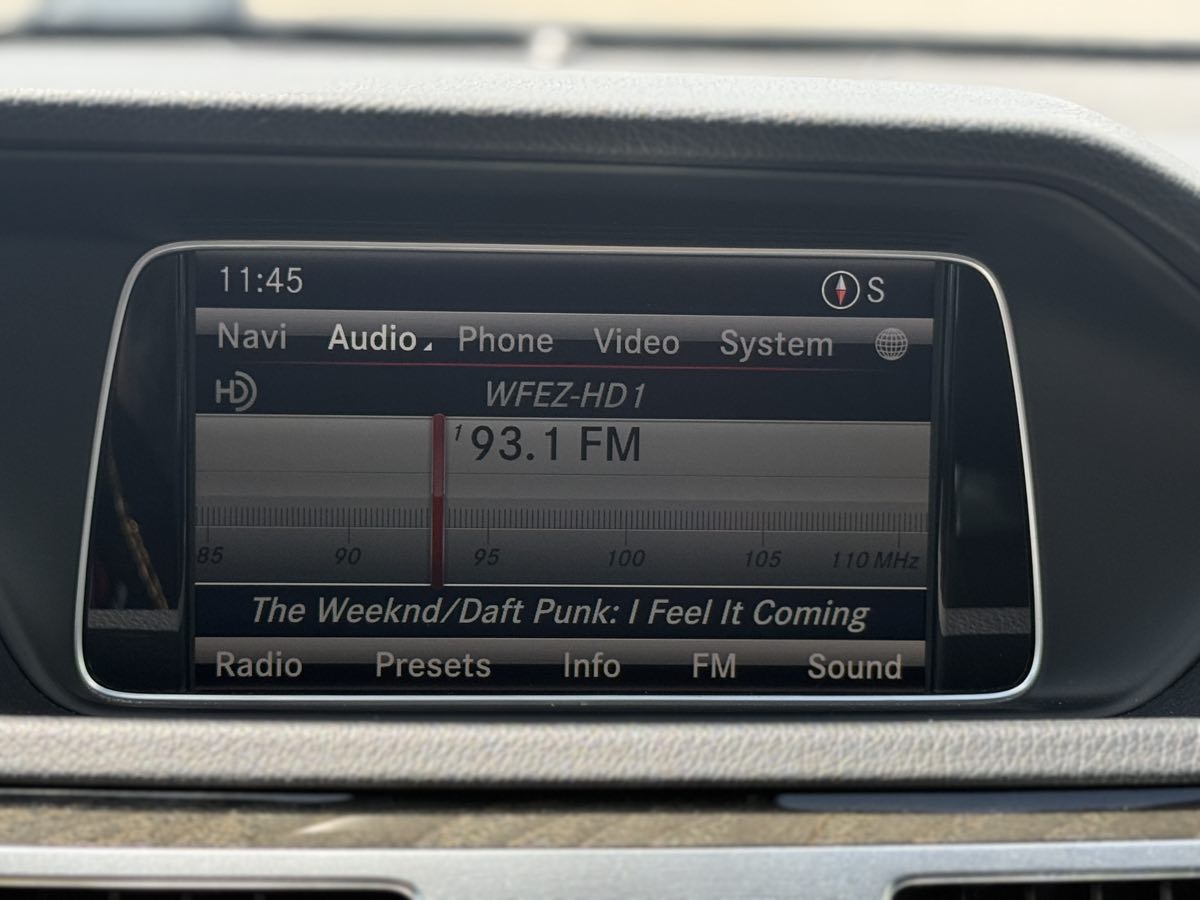 11:45 S
Navi Audio Phone Video System
HD WFEZ-HD1
1 93.1 FM
85 90 95 100 105 110 MHz
The Weeknd/Daft Punk: I Feel It Coming
Radio Presets Info FM Sound